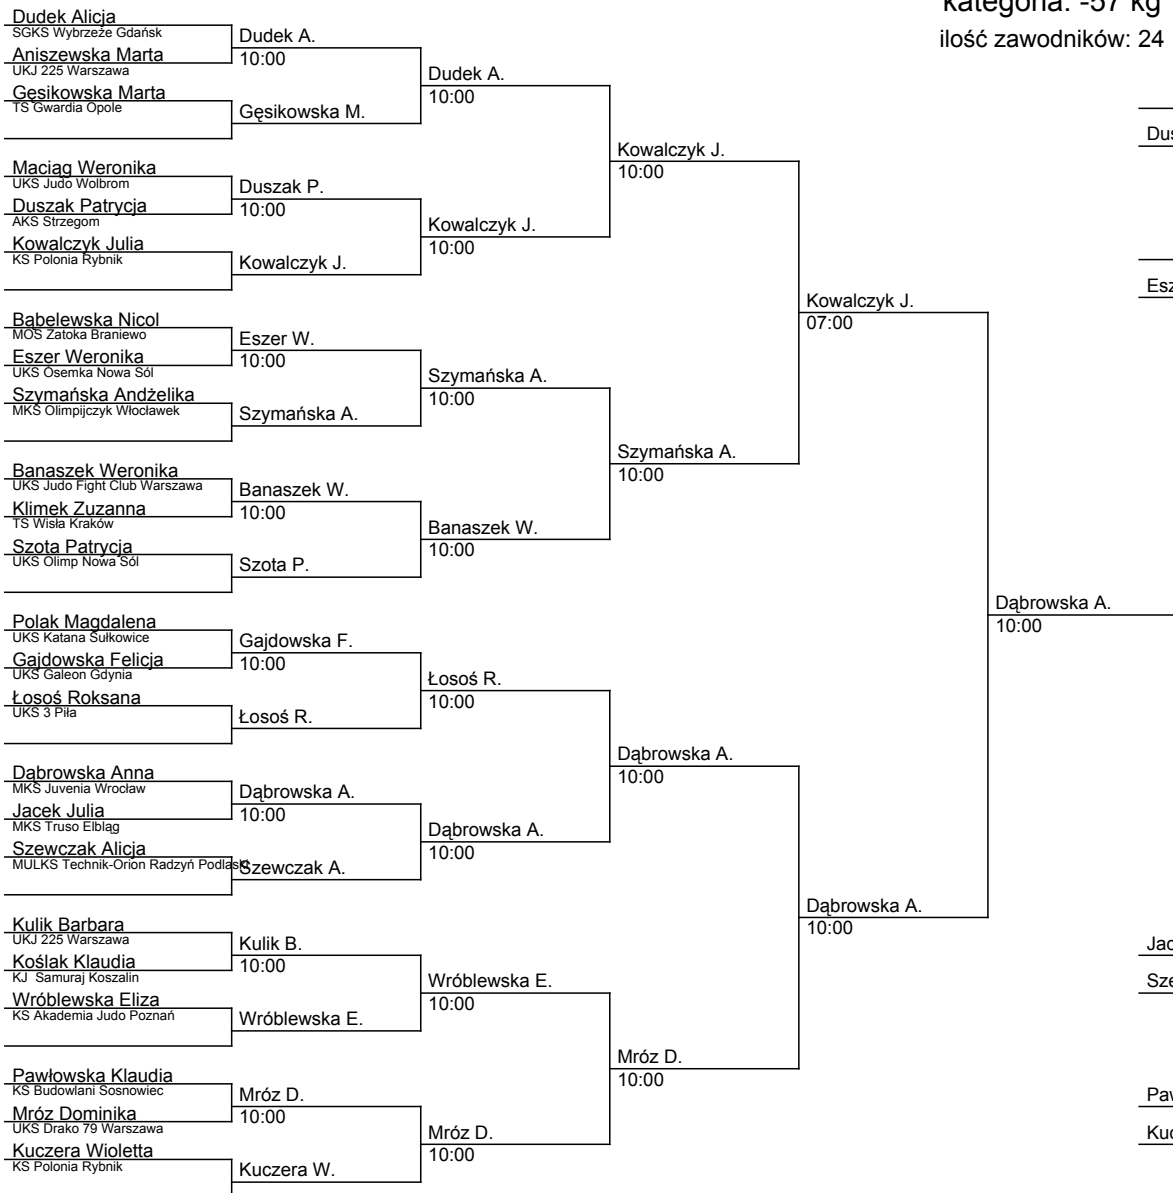 kategoria: -57 kg
ilość zawodników: 24
Dudek Alicja
SGKS Wybrzeże Gdańsk
Aniszewska Marta
UKJ 225 Warszawa
Gęsikowska Marta
TS Gwardia Opole
Maciąg Weronika
UKS Judo Wolbrom
Duszak Patrycja
AKS Strzegom
Kowalczyk Julia
KS Polonia Rybnik
Bąbelewska Nicol
MOS Zatoka Braniewo
Eszer Weronika
UKS Ósemka Nowa Sól
Szymańska Andżelika
MKS Olimpijczyk Włocławek
Banaszek Weronika
UKS Judo Fight Club Warszawa
Klimek Zuzanna
TS Wisła Kraków
Szota Patrycja
UKS Olimp Nowa Sól
Polak Magdalena
UKS Katana Sułkowice
Gajdowska Felicja
UKS Galeon Gdynia
Łosoś Roksana
UKS 3 Piła
Dąbrowska Anna
MKS Juvenia Wrocław
Jacek Julia
MKS Truso Elbląg
Szewczak Alicja
MULKS Technik-Orion Radzyń Podlaski
Kulik Barbara
UKJ 225 Warszawa
Koślak Klaudia
KJ  Samuraj Koszalin
Wróblewska Eliza
KS Akademia Judo Poznań
Pawłowska Klaudia
KS Budowlani Sosnowiec
Mróz Dominika
UKS Drako 79 Warszawa
Kuczera Wioletta
KS Polonia Rybnik
Dudek A.
10:00
Gęsikowska M.
Duszak P.
10:00
Kowalczyk J.
Eszer W.
10:00
Szymańska A.
Banaszek W.
10:00
Szota P.
Gajdowska F.
10:00
Łosoś R.
Dąbrowska A.
10:00
Szewczak A.
Kulik B.
10:00
Wróblewska E.
Mróz D.
10:00
Kuczera W.
Dudek A.
10:00
Kowalczyk J.
10:00
Szymańska A.
10:00
Banaszek W.
10:00
Łosoś R.
10:00
Dąbrowska A.
10:00
Wróblewska E.
10:00
Mróz D.
10:00
Kowalczyk J.
10:00
Szymańska A.
10:00
Dąbrowska A.
10:00
Mróz D.
10:00
Kowalczyk J.
07:00
Dąbrowska A.
10:00
Dąbrowska A.
10:00